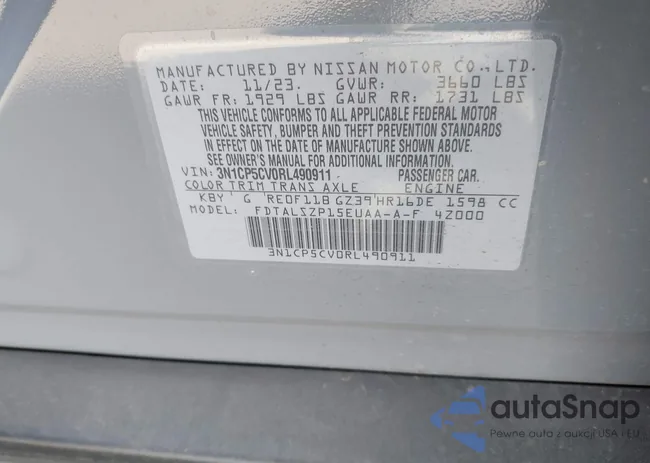 MANUFACTURED BY NISSAN MOTOR CO., LTD.
DATE: 11/23. GVWR: 3660 LBS
GAWR FR: 1929 LBS GAWR RR: 1731 LBS
THIS VEHICLE CONFORMS TO ALL APPLICABLE FEDERAL MOTOR
VEHICLE SAFETY, BUMPER AND THEFT PREVENTION STANDARDS
IN EFFECT ON THE DATE OF MANUFACTURE SHOWN ABOVE.
SEE OWNER'S MANUAL FOR ADDITIONAL INFORMATION.
VIN: 3N1CP5CV0RL490911 PASSENGER CAR.
COLOR TRIM TRANS AXLE ENGINE
KBY G RE0F11B GZ39 HR16DE 1598 CC
MODEL: FDTALSZP15EUAA-A-F 4Z000
3N1CP5CV0RL490911
autaSnap
Pewne auta z aukcji USA i EU